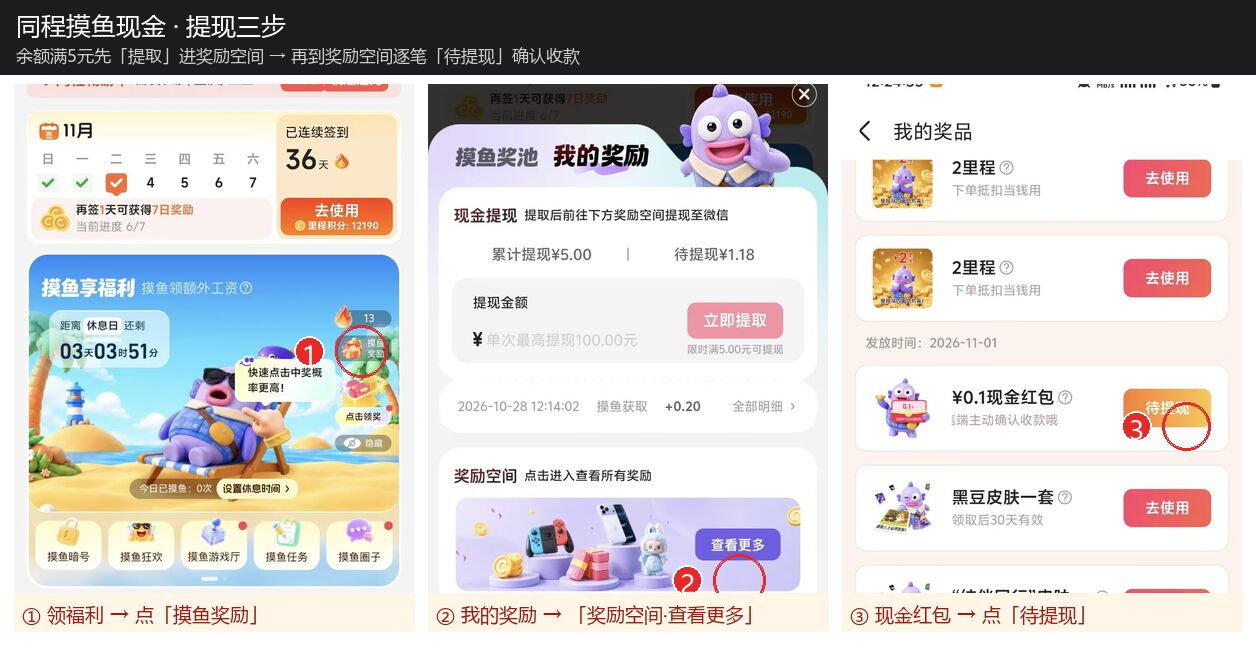 同程摸鱼现金 · 提现三步
余额满5元先「提取」进奖励空间 → 再到奖励空间逐笔「待提现」确认收款
11月
日 一 二 三 四 五 六
4 5 6 7
再签1天可获得7日奖励
当前进度 6/7
已连续签到
36天
去使用
里程积分: 12190
摸鱼享福利 摸鱼领额外工资?
距离 休息日 还剩
03天03时51分
13
摸鱼
奖励
1
快速点击中奖概
率更高!
点击领奖
隐藏
今日已摸鱼: 0次 设置休息时间 >
摸鱼暗号 摸鱼狂欢 摸鱼游戏厅 摸鱼任务 摸鱼圈子
① 领福利 → 点「摸鱼奖励」
再签1天可获得7日奖励
当前进度 6/7
摸鱼奖池 我的奖励
现金提现 提取后前往下方奖励空间提现至微信
累计提现¥5.00 | 待提现¥1.18
提现金额
¥ 单次最高提现100.00元
立即提取
限时满5.00元可提现
2026-10-28 12:14:02 摸鱼获取 +0.20 全部明细 >
奖励空间 点击进入查看所有奖励
查看更多
2
② 我的奖励 → 「奖励空间·查看更多」
我的奖品
2里程?
下单抵扣当钱用
去使用
+2
2里程?
下单抵扣当钱用
去使用
发放时间: 2026-11-01
¥0.1现金红包?
端主动确认收款哦
待提现
3
黑豆皮肤一套?
领取后30天有效
去使用
③ 现金红包 → 点「待提现」